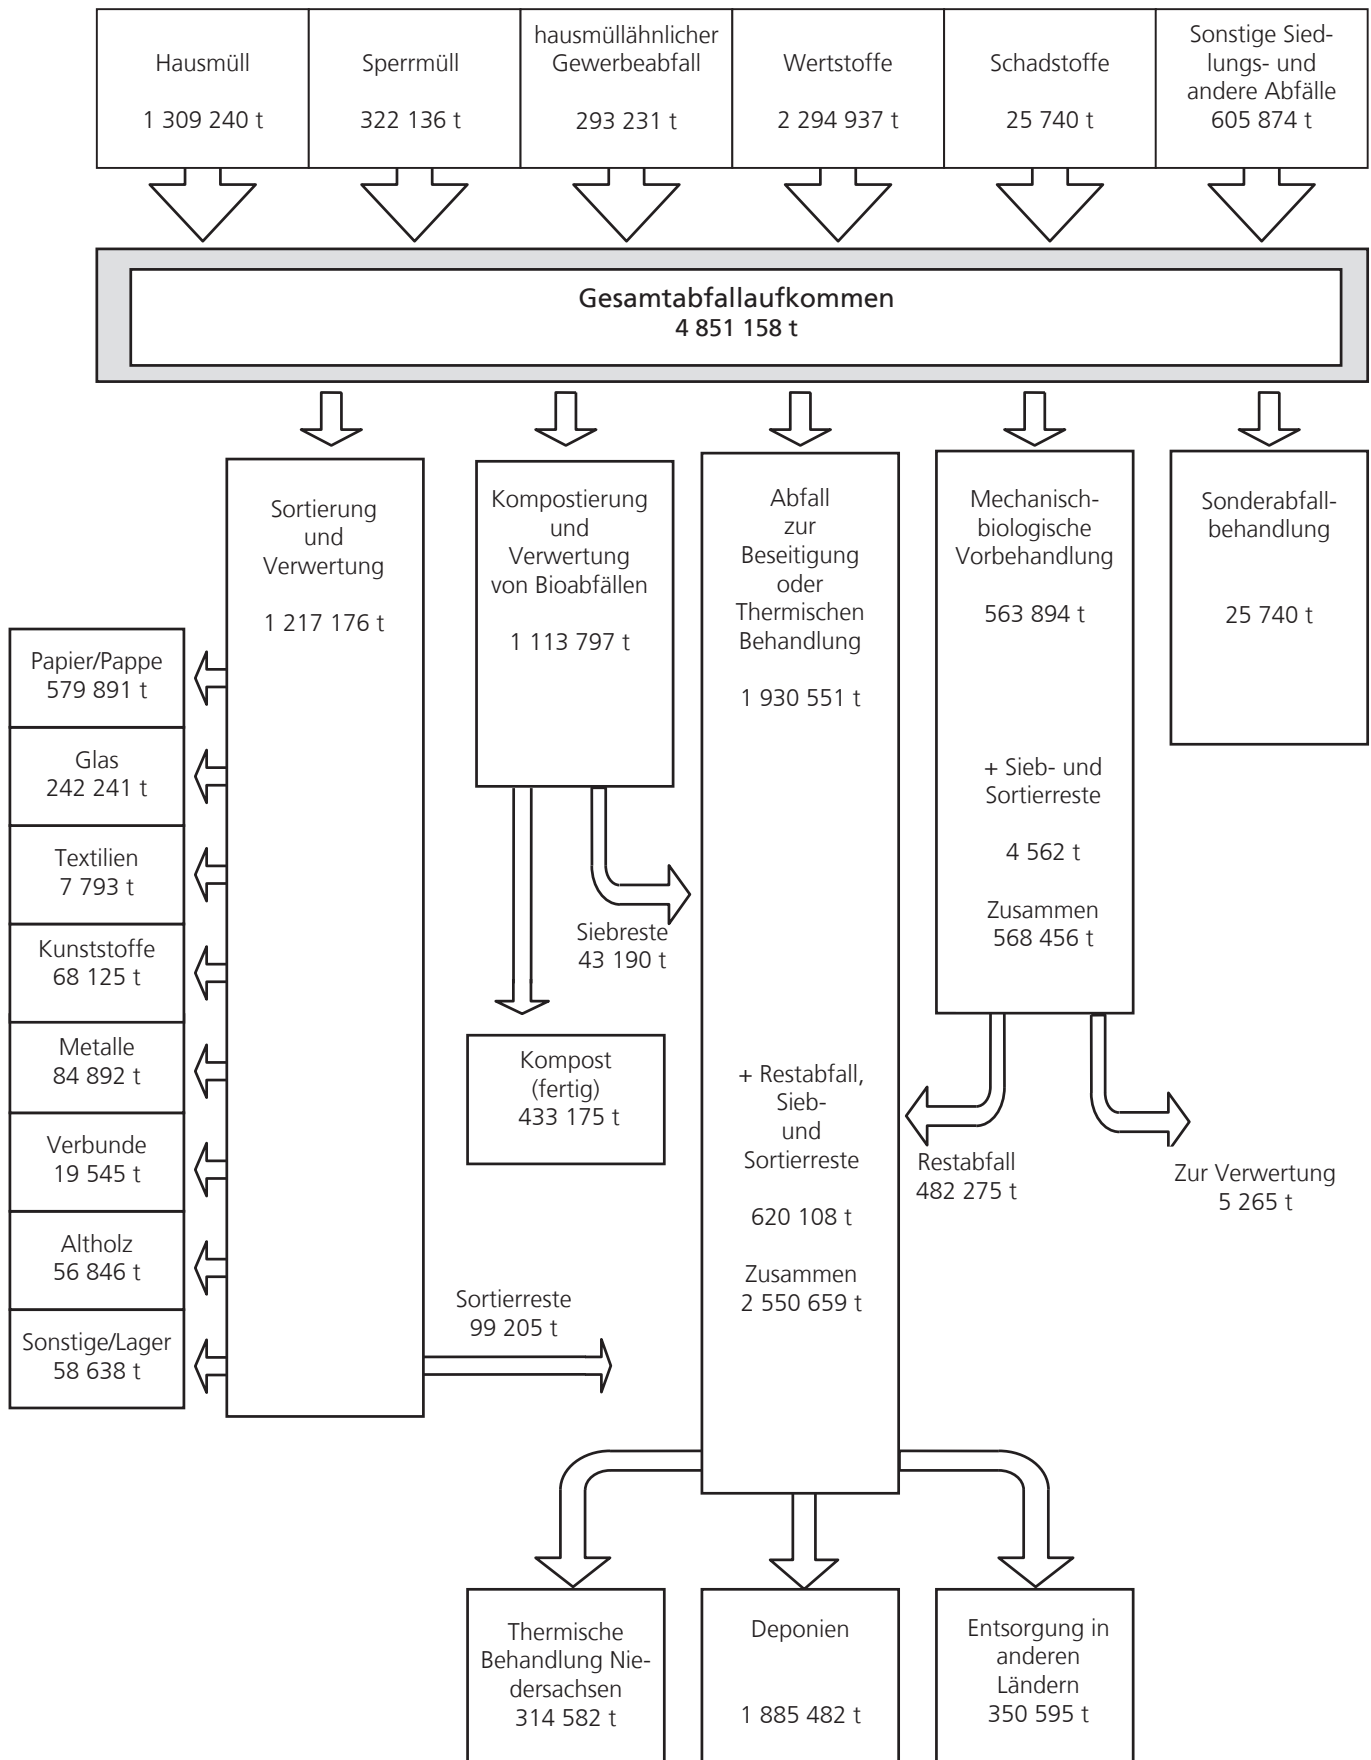 Hausmüll
1 309 240 t
Sperrmüll
322 136 t
hausmüllähnlicher
Gewerbeabfall
293 231 t
Wertstoffe
2 294 937 t
Schadstoffe
25 740 t
Sonstige Sied-
lungs- und
andere Abfälle
605 874 t
Gesamtabfallaufkommen
4 851 158 t
Sortierung
und
Verwertung
1 217 176 t
Papier/Pappe
579 891 t
Glas
242 241 t
Textilien
7 793 t
Kunststoffe
68 125 t
Metalle
84 892 t
Verbunde
19 545 t
Altholz
56 846 t
Sonstige/Lager
58 638 t
Sortierreste
99 205 t
Kompostierung
und
Verwertung
von Bioabfällen
1 113 797 t
Siebreste
43 190 t
Kompost
(fertig)
433 175 t
Abfall
zur
Beseitigung
oder
Thermischen
Behandlung
1 930 551 t
+ Restabfall,
Sieb-
und
Sortierreste
620 108 t
Zusammen
2 550 659 t
Mechanisch-
biologische
Vorbehandlung
563 894 t
+ Sieb- und
Sortierreste
4 562 t
Zusammen
568 456 t
Restabfall
482 275 t
Zur Verwertung
5 265 t
Sonderabfall-
behandlung
25 740 t
Thermische
Behandlung Nie-
dersachsen
314 582 t
Deponien
1 885 482 t
Entsorgung in
anderen
Ländern
350 595 t